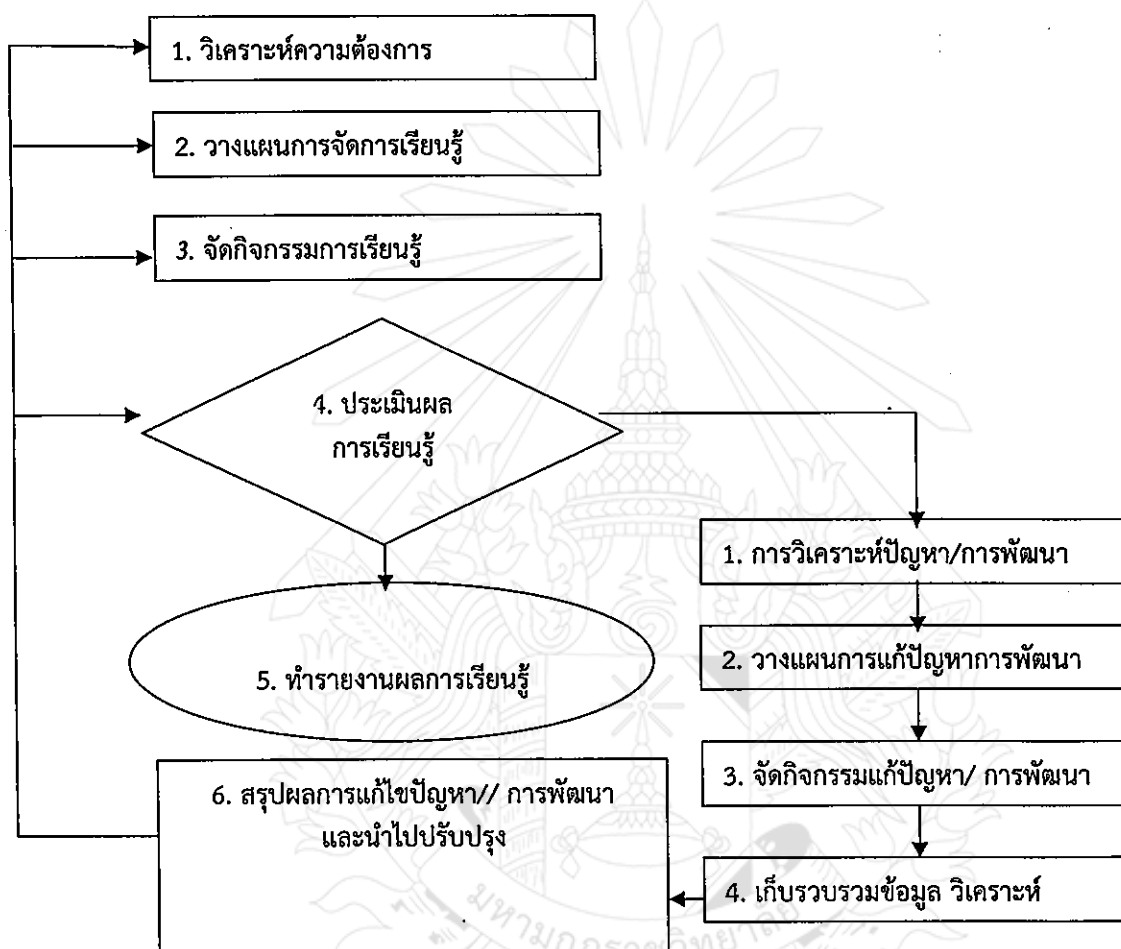 1. วิเคราะห์ความต้องการ
2. วางแผนการจัดการเรียนรู้
3. จัดกิจกรรมการเรียนรู้
4. ประเมินผล
การเรียนรู้
5. ทำรายงานผลการเรียนรู้
6. สรุปผลการแก้ไขปัญหา// การพัฒนา
และนำไปปรับปรุง
1. การวิเคราะห์ปัญหา/การพัฒนา
2. วางแผนการแก้ปัญหาการพัฒนา
3. จัดกิจกรรมแก้ปัญหา/ การพัฒนา
4. เก็บรวบรวมข้อมูล วิเคราะห์